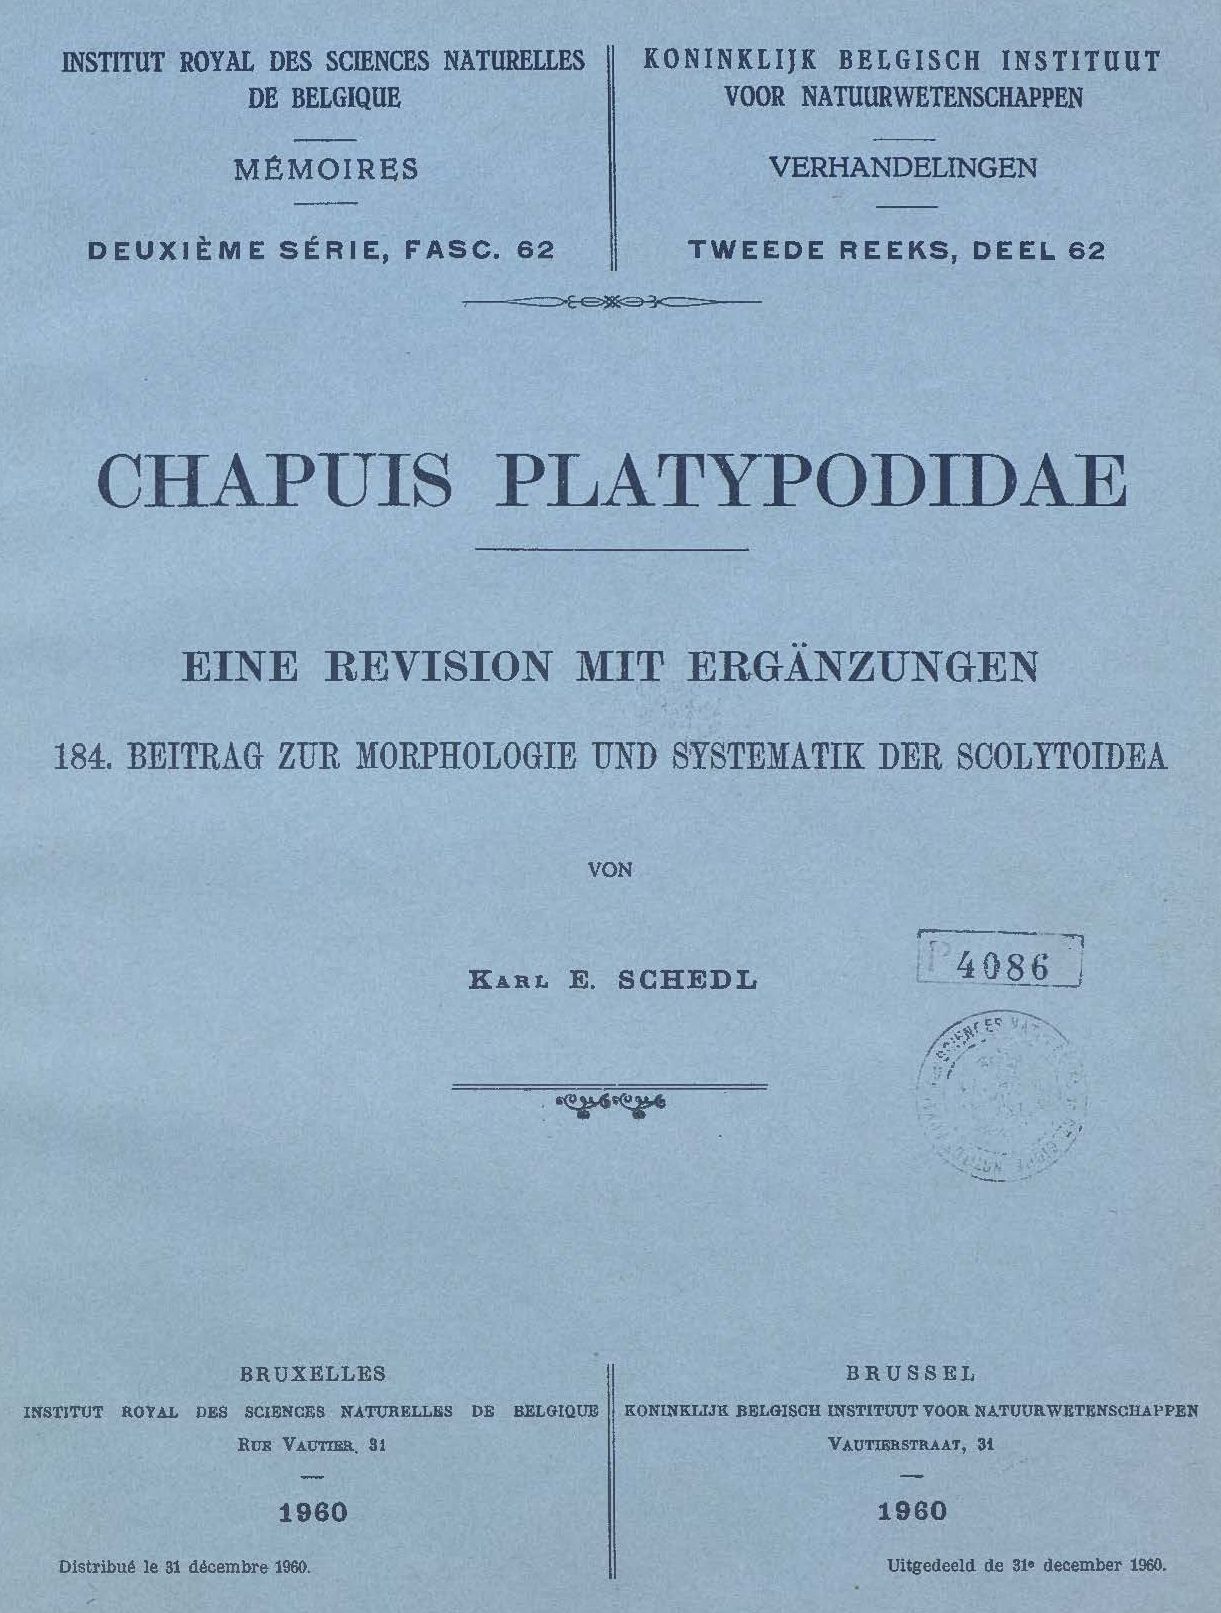 INSTITUT ROYAL DES SCIENCES NATURELLES
DE BELGIQUE
MÉMOIRES
DEUXIÈME SÉRIE, FASC. 62
KONINKLIJK BELGISCH INSTITUUT
VOOR NATUURWETENSCHAPPEN
VERHANDELINGEN
TWEEDE REEKS, DEEL 62
CHAPUIS PLATYPODIDAE
EINE REVISION MIT ERGÄNZUNGEN
184. BEITRAG ZUR MORPHOLOGIE UND SYSTEMATIK DER SCOLYTOIDEA
VON
KARL E. SCHEDL
P 4086
SCIENCES NAT
BRUXELLES
INSTITUT ROYAL DES SCIENCES NATURELLES DE BELGIQUE
RUE VAUTIER, 31
1960
Distribué le 31 décembre 1960.
BRUSSEL
KONINKLIJK BELGISCH INSTITUUT VOOR NATUURWETENSCHAPPEN
VAUTIERSTRAAT, 31
1960
Uitgedeeld de 31e december 1960.